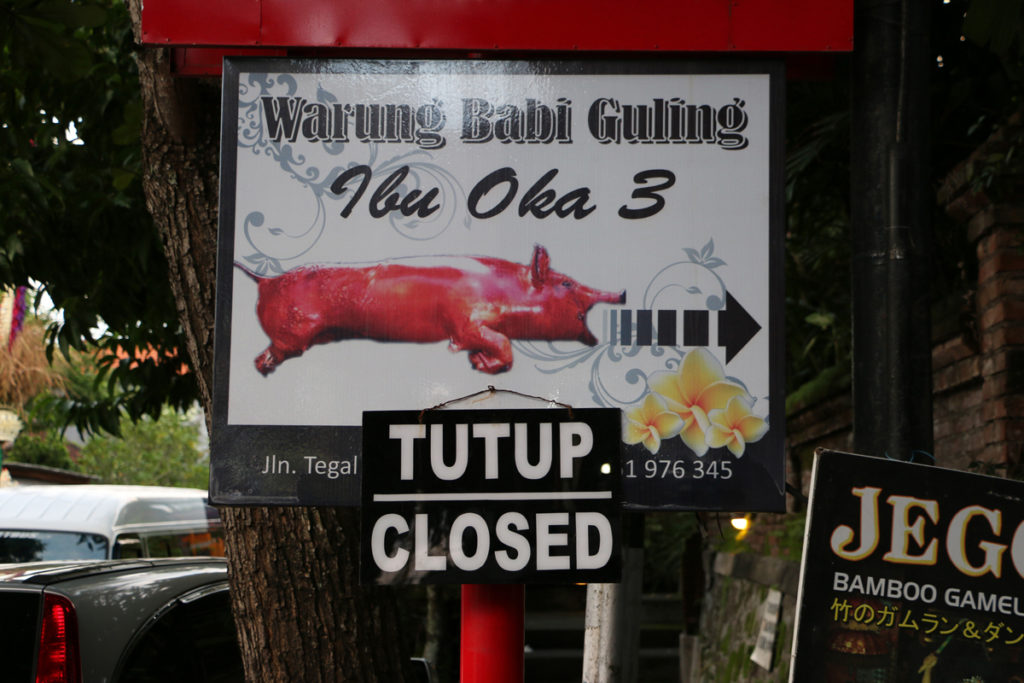 Warung Babi Guling
Ibu Oka 3
Jln. Tegal
1 976 345
TUTUP
CLOSED
JEGO
BAMBOO GAMEL
竹のガムラン&ダン